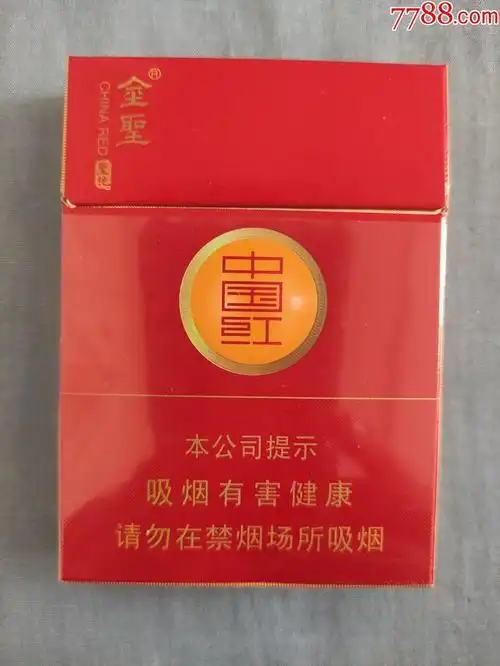 7788.com
金聖®
CHINA RED
中国红
本公司提示
吸烟有害健康
请勿在禁烟场所吸烟